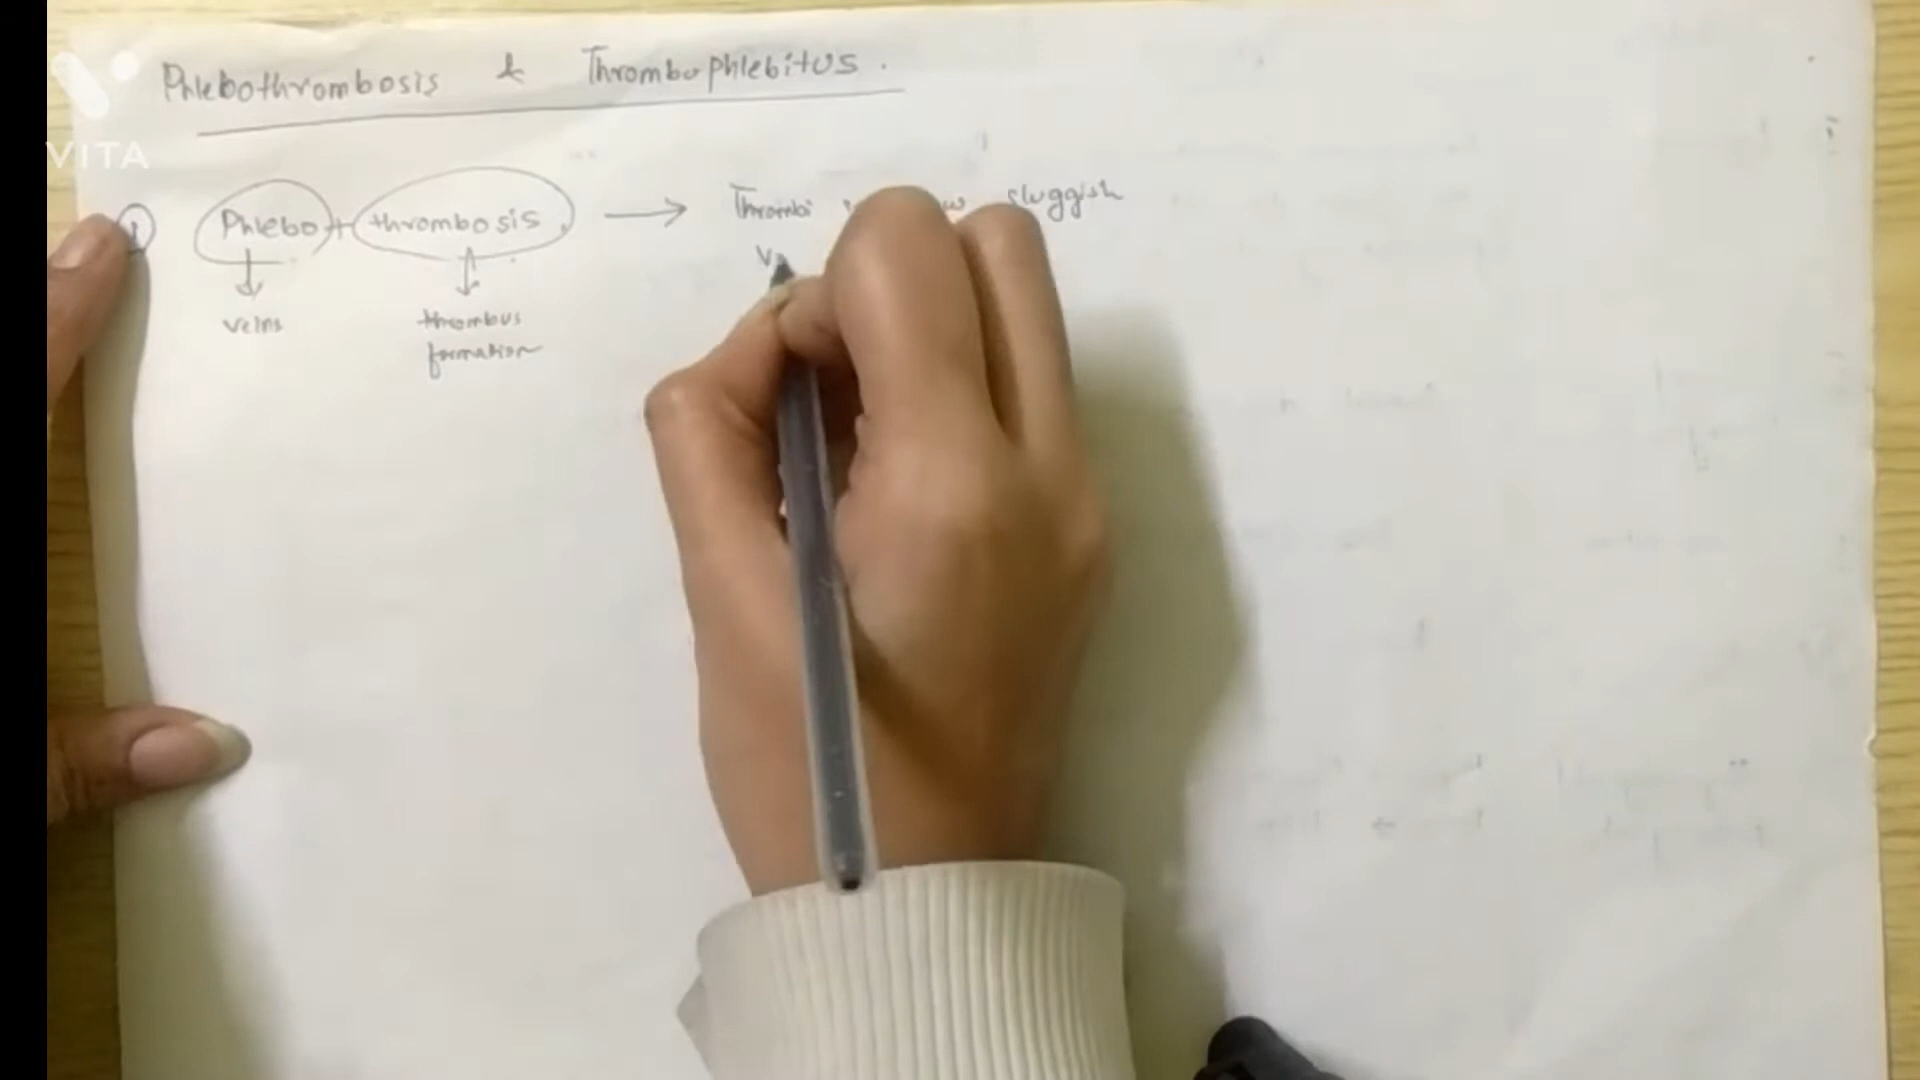 Phlebothrombosis & Thrombophlebitus.
VITA
1 Phlebo + thrombosis → Thrombi sluggish
veins
thrombus
formation